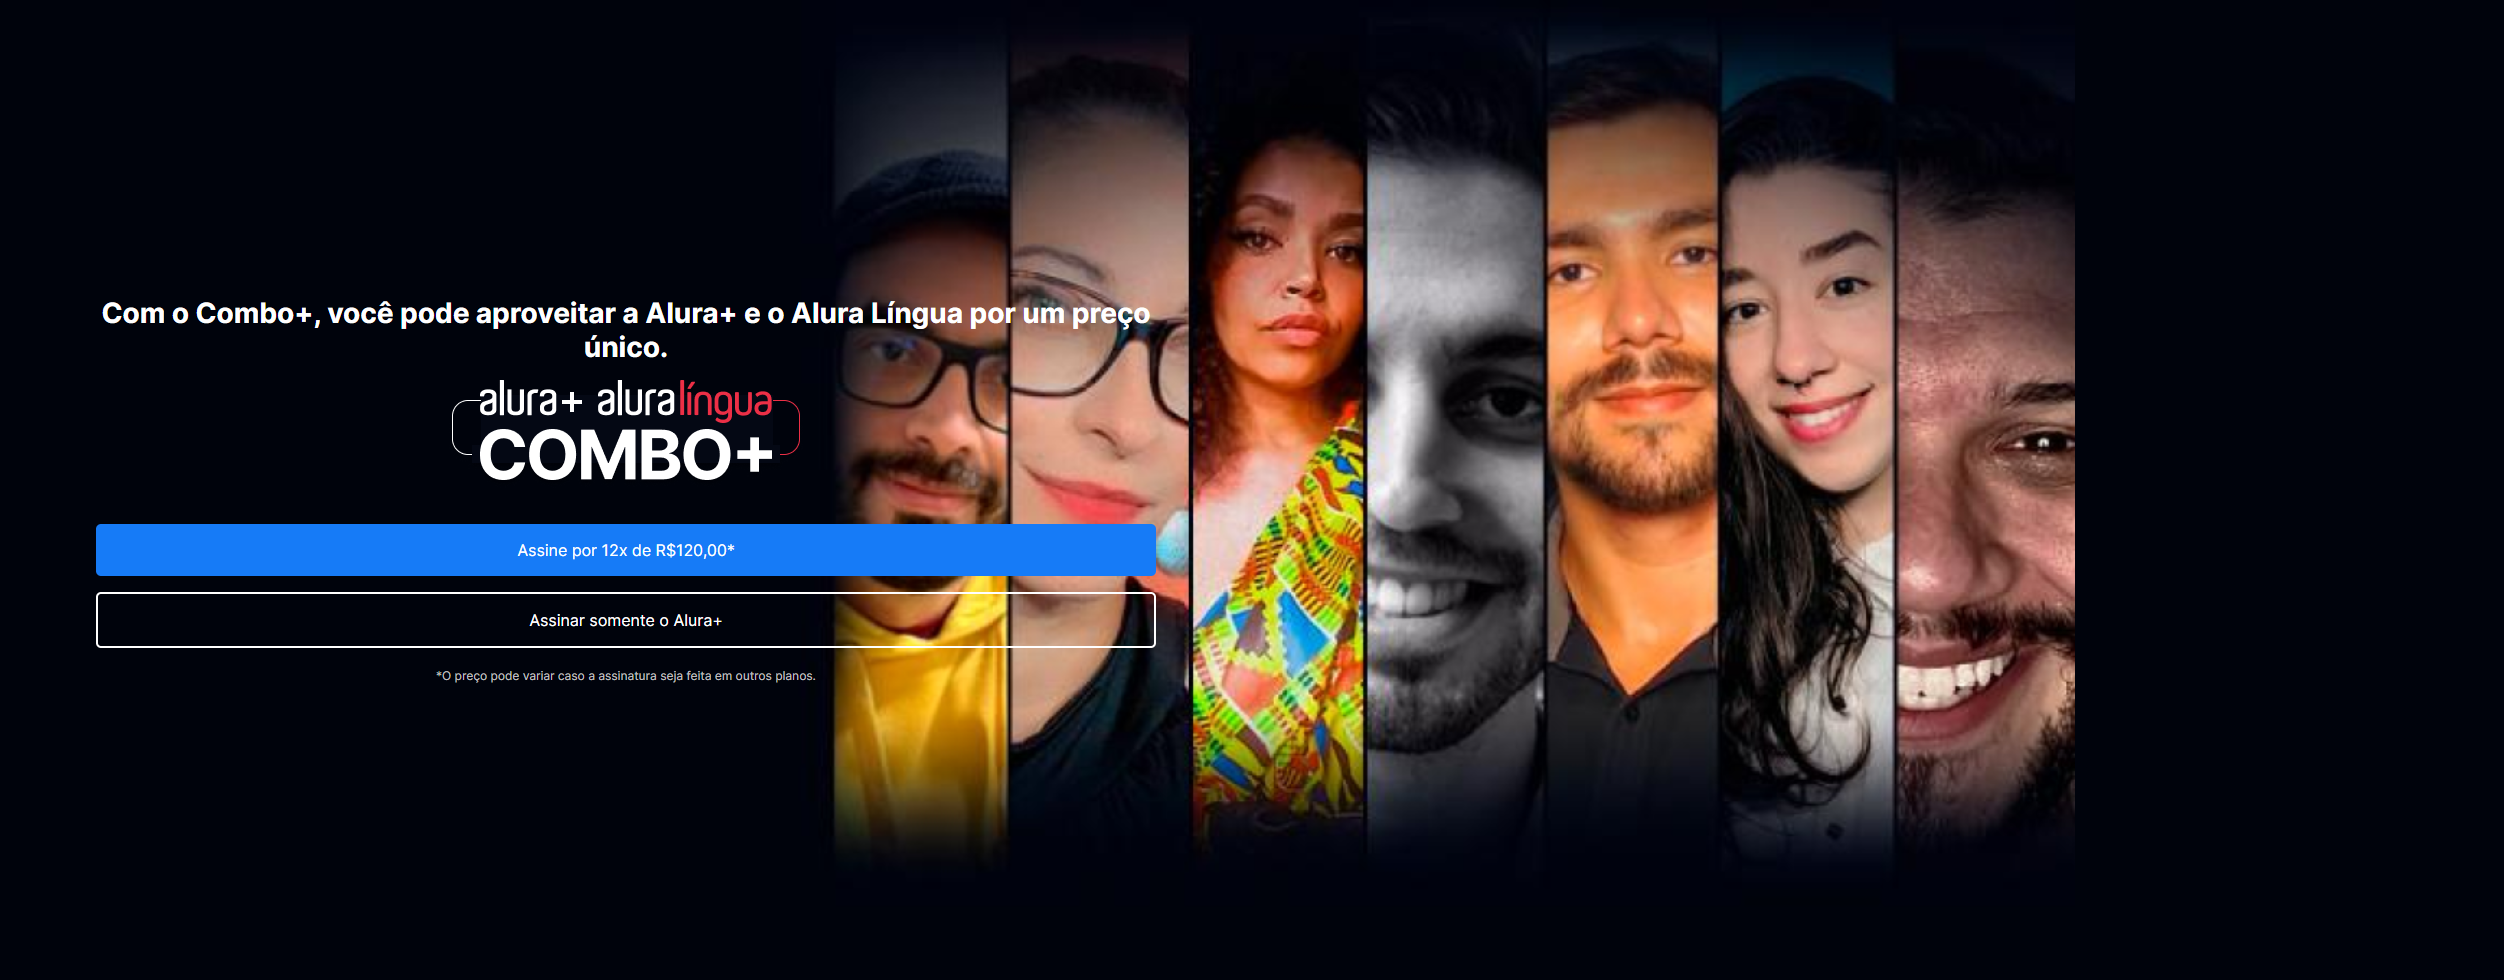 Com o Combo+, você pode aproveitar a Alura+ e o Alura Língua por um preço
único.
alura+ aluralíngua
COMBO+
Assine por 12x de R$120,00*
Assinar somente o Alura+
*O preço pode variar caso a assinatura seja feita em outros planos.